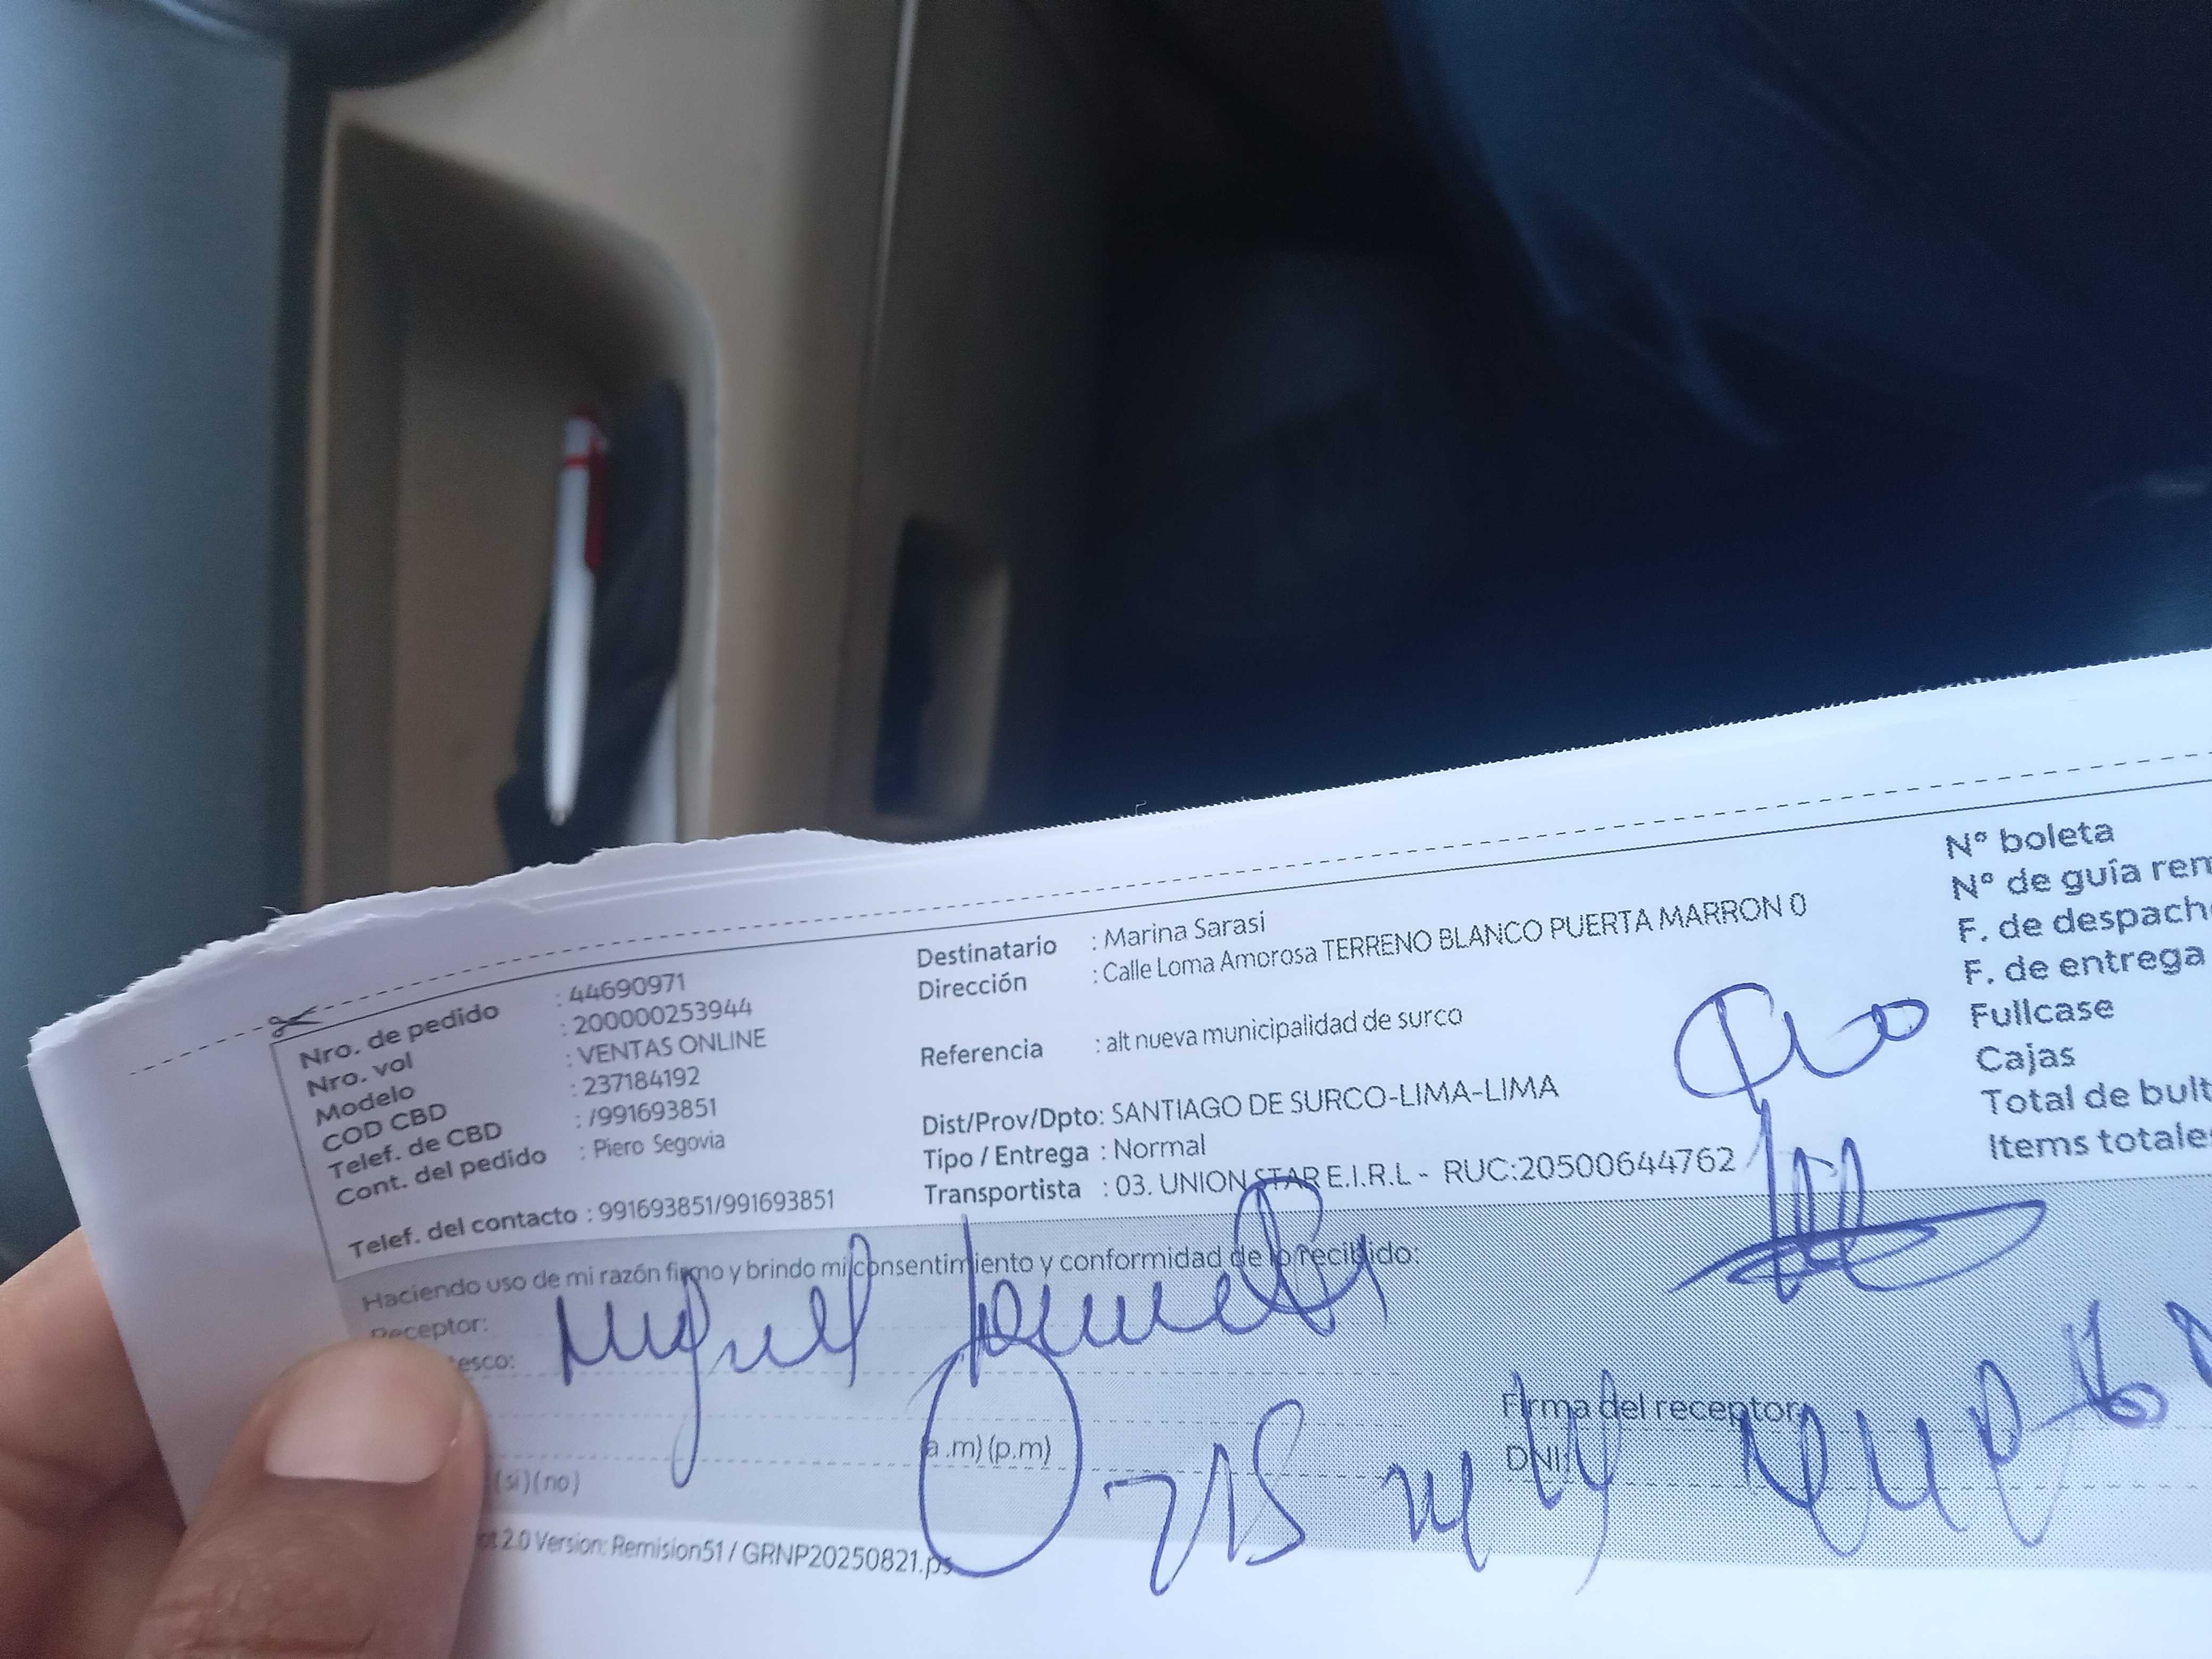 Nro. de pedido : 44690971
Nro. vol : 200000253944
Modelo : VENTAS ONLINE
COD CBD : 237184192
Telef. de CBD : /991693851
Cont. del pedido : Piero Segovia
Telef. del contacto : 991693851/991693851
Destinatario : Marina Sarasi
Dirección : Calle Loma Amorosa TERRENO BLANCO PUERTA MARRON 0
Referencia : alt nueva municipalidad de surco
Dist/Prov/Dpto: SANTIAGO DE SURCO-LIMA-LIMA
Tipo / Entrega : Normal
Transportista : 03. UNION STAR E.I.R.L - RUC:20500644762
N° boleta
N° de guía rem
F. de despach
F. de entrega
Fullcase
Cajas
Total de bult
Items totale
Haciendo uso de mi razón firmo y brindo mi consentimiento y conformidad de lo recibido:
Receptor:
Miguel
esco:
Firma del receptor
(a .m) (p.m)
DNI:
(si) (no)
2.0 Version: Remision51 / GRNP20250821.ps